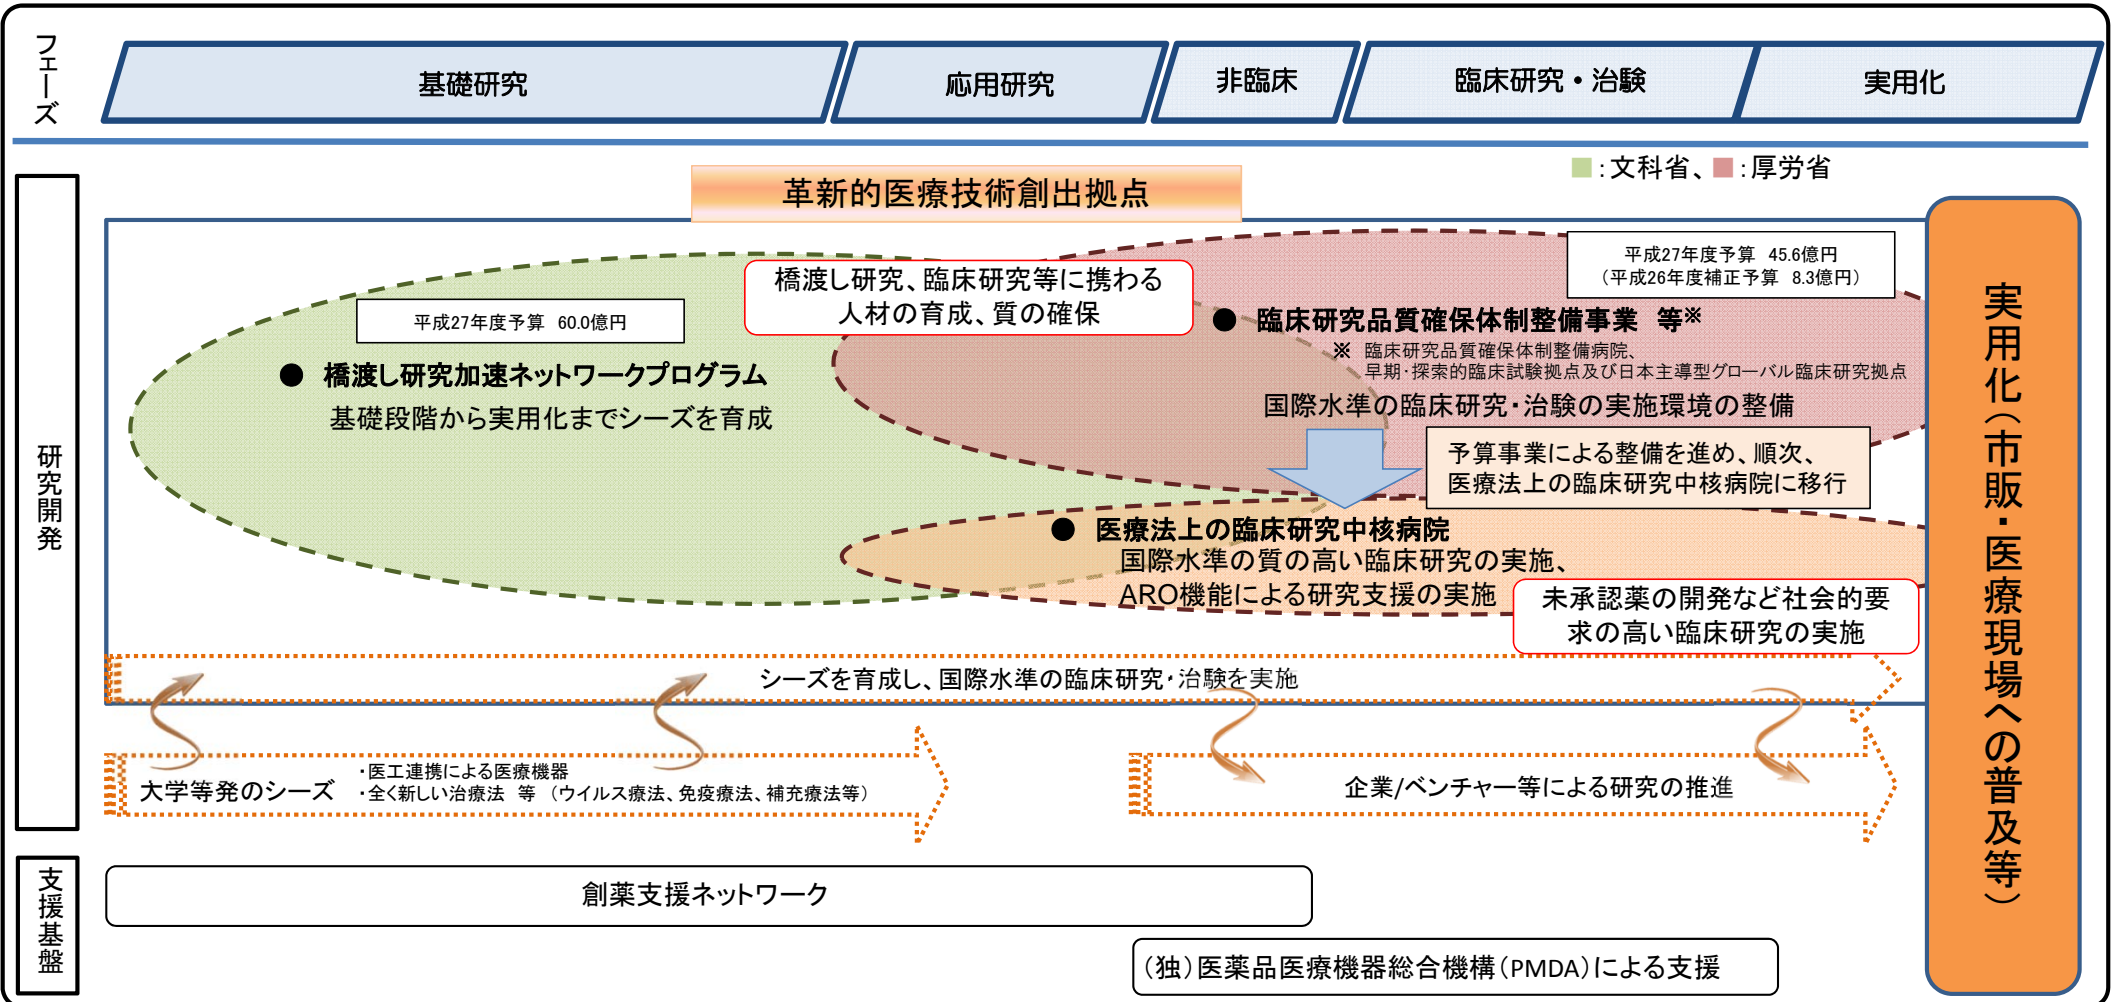 フェーズ
基礎研究
応用研究
非臨床
臨床研究・治験
実用化
■:文科省、■:厚労省
革新的医療技術創出拠点
研究開発
平成27年度予算 45.6億円
（平成26年度補正予算 8.3億円）
橋渡し研究、臨床研究等に携わる
人材の育成、質の確保
平成27年度予算 60.0億円
● 臨床研究品質確保体制整備事業 等※
※ 臨床研究品質確保体制整備病院、
早期・探索的臨床試験拠点及び日本主導型グローバル臨床研究拠点
国際水準の臨床研究・治験の実施環境の整備
● 橋渡し研究加速ネットワークプログラム
基礎段階から実用化までシーズを育成
予算事業による整備を進め、順次、
医療法上の臨床研究中核病院に移行
● 医療法上の臨床研究中核病院
国際水準の質の高い臨床研究の実施、
ARO機能による研究支援の実施
未承認薬の開発など社会的要
求の高い臨床研究の実施
シーズを育成し、国際水準の臨床研究・治験を実施
大学等発のシーズ
・医工連携による医療機器
・全く新しい治療法 等 （ウイルス療法、免疫療法、補充療法等）
企業/ベンチャー等による研究の推進
実用化（市販・医療現場への普及等）
支援基盤
創薬支援ネットワーク
（独）医薬品医療機器総合機構（PMDA）による支援